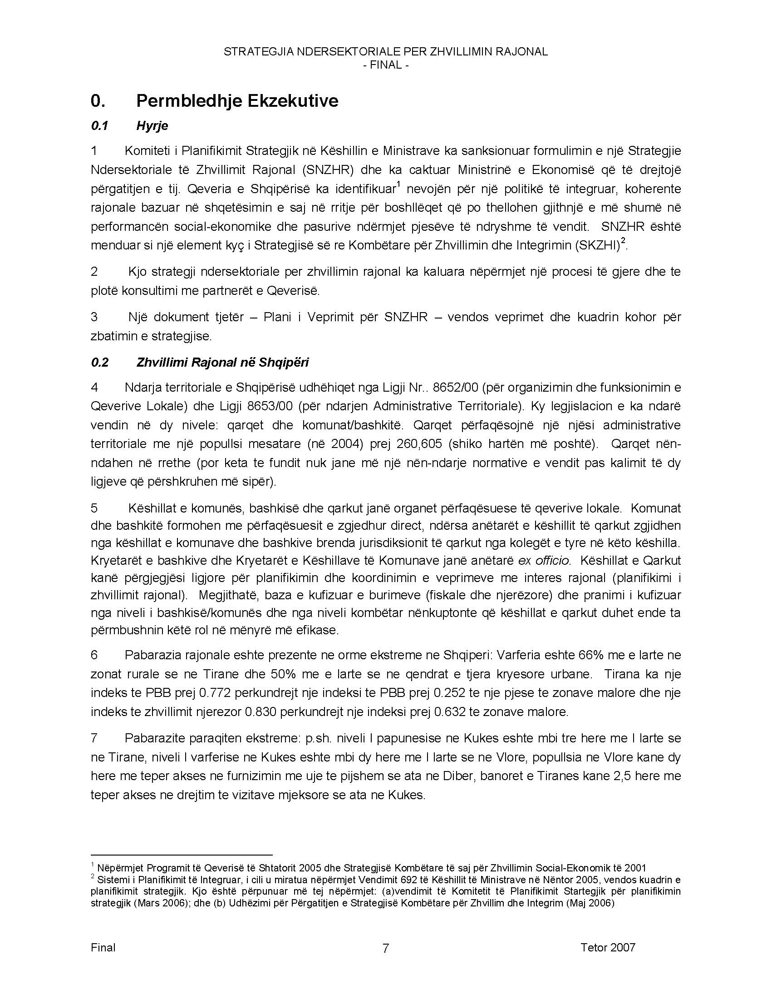 STRATEGJIA NDERSEKTORIALE PER ZHVILLIMIN RAJONAL
- FINAL -
0. Permbledhje Ekzekutive
0.1 Hyrje
1 Komiteti i Planifikimit Strategjik në Këshillin e Ministrave ka sanksionuar formulimin e një Strategjie
Ndersektoriale të Zhvillimit Rajonal (SNZHR) dhe ka caktuar Ministrinë e Ekonomisë që të drejtojë
përgatitjen e tij. Qeveria e Shqipërisë ka identifikuar1 nevojën për një politikë të integruar, koherente
rajonale bazuar në shqetësimin e saj në rritje për boshllëqet që po thellohen gjithnjë e më shumë në
performancën social-ekonomike dhe pasurive ndërmjet pjesëve të ndryshme të vendit. SNZHR është
menduar si një element kyç i Strategjisë së re Kombëtare për Zhvillimin dhe Integrimin (SKZHI)2.
2 Kjo strategji ndersektoriale per zhvillimin rajonal ka kaluara nëpërmjet një procesi të gjere dhe te
plotë konsultimi me partnerët e Qeverisë.
3 Një dokument tjetër – Plani i Veprimit për SNZHR – vendos veprimet dhe kuadrin kohor për
zbatimin e strategjise.
0.2 Zhvillimi Rajonal në Shqipëri
4 Ndarja territoriale e Shqipërisë udhëhiqet nga Ligji Nr.. 8652/00 (për organizimin dhe funksionimin e
Qeverive Lokale) dhe Ligji 8653/00 (për ndarjen Administrative Territoriale). Ky legjislacion e ka ndarë
vendin në dy nivele: qarqet dhe komunat/bashkitë. Qarqet përfaqësojnë një njësi administrative
territoriale me një popullsi mesatare (në 2004) prej 260,605 (shiko hartën më poshtë). Qarqet nën-
ndahen në rrethe (por keta te fundit nuk jane më një nën-ndarje normative e vendit pas kalimit të dy
ligjeve që përshkruhen më sipër).
5 Këshillat e komunës, bashkisë dhe qarkut janë organet përfaqësuese të qeverive lokale. Komunat
dhe bashkitë formohen me përfaqësuesit e zgjedhur direct, ndërsa anëtarët e këshillit të qarkut zgjidhen
nga këshillat e komunave dhe bashkive brenda jurisdiksionit të qarkut nga kolegët e tyre në këto këshilla.
Kryetarët e bashkive dhe Kryetarët e Këshillave të Komunave janë anëtarë ex officio. Këshillat e Qarkut
kanë përgjegjësi ligjore për planifikimin dhe koordinimin e veprimeve me interes rajonal (planifikimi i
zhvillimit rajonal). Megjithatë, baza e kufizuar e burimeve (fiskale dhe njerëzore) dhe pranimi i kufizuar
nga niveli i bashkisë/komunës dhe nga niveli kombëtar nënkuptonte që këshillat e qarkut duhet ende ta
përmbushnin këtë rol në mënyrë më efikase.
6 Pabarazia rajonale eshte prezente ne orme ekstreme ne Shqiperi: Varferia eshte 66% me e larte ne
zonat rurale se ne Tirane dhe 50% me e larte se ne qendrat e tjera kryesore urbane. Tirana ka nje
indeks te PBB prej 0.772 perkundrejt nje indeksi te PBB prej 0.252 te nje pjese te zonave malore dhe nje
indeks te zhvillimit njerezor 0.830 perkundrejt nje indeksi prej 0.632 te zonave malore.
7 Pabarazite paraqiten ekstreme: p.sh. niveli I papunesise ne Kukes eshte mbi tre here me I larte se
ne Tirane, niveli I varferise ne Kukes eshte mbi dy here me I larte se ne Vlore, popullsia ne Vlore kane dy
here me teper akses ne furnizimin me uje te pijshem se ata ne Diber, banoret e Tiranes kane 2,5 here me
teper akses ne drejtim te vizitave mjeksore se ata ne Kukes.
1 Nëpërmjet Programit të Qeverisë të Shtatorit 2005 dhe Strategjisë Kombëtare të saj për Zhvillimin Social-Ekonomik të 2001
2 Sistemi i Planifikimit të Integruar, i cili u miratua nëpërmjet Vendimit 692 të Këshillit të Ministrave në Nëntor 2005, vendos kuadrin e
planifikimit strategjik. Kjo është përpunuar më tej nëpërmjet: (a)vendimit të Komitetit të Planifikimit Startegjik për planifikimin
strategjik (Mars 2006); dhe (b) Udhëzimi për Përgatitjen e Strategjisë Kombëtare për Zhvillim dhe Integrim (Maj 2006)
Final 7 Tetor 2007